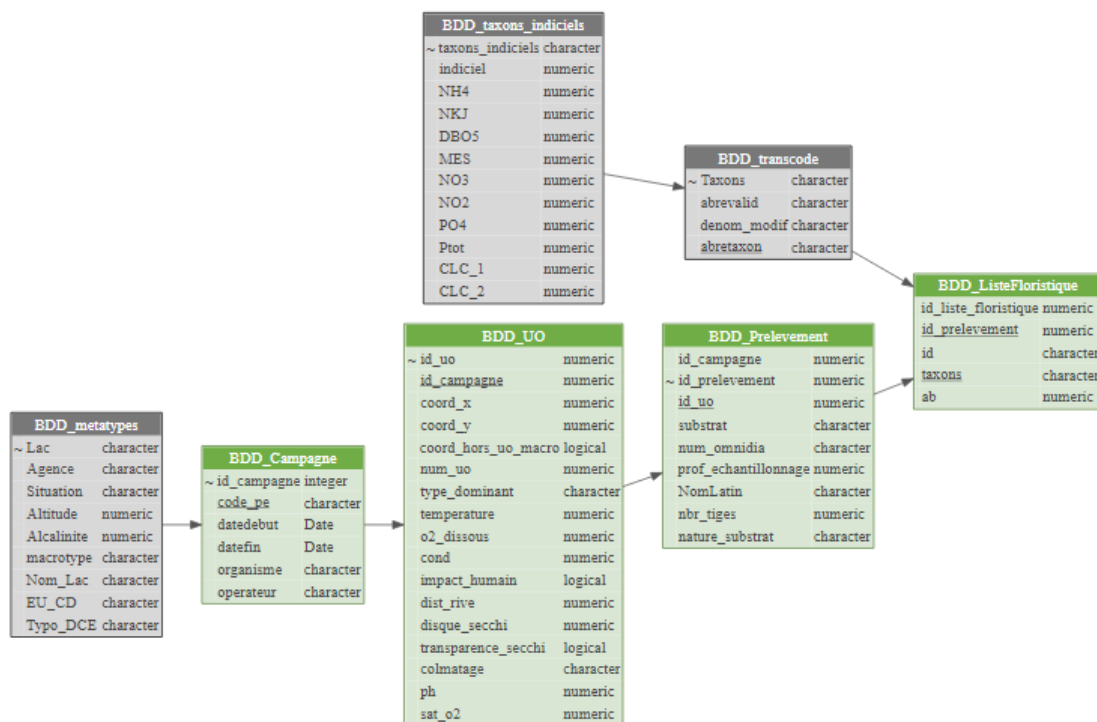 BDD_taxons_indiciels
~ taxons_indiciels character
indiciel numeric
NH4 numeric
NKJ numeric
DBO5 numeric
MES numeric
NO3 numeric
NO2 numeric
PO4 numeric
Ptot numeric
CLC_1 numeric
CLC_2 numeric
BDD_transcode
~ Taxons character
abrevalid character
denom_modif character
abretaxon character
BDD_ListeFloristique
id_liste_floristique numeric
id_prelevement numeric
id character
taxons character
ab numeric
BDD_metatypes
~ Lac character
Agence character
Situation character
Altitude numeric
Alcalinite numeric
macrotype character
Nom_Lac character
EU_CD character
Typo_DCE character
BDD_Campagne
~ id_campagne integer
code_pe character
datedebut Date
datefin Date
organisme character
operateur character
BDD_UO
~ id_uo numeric
id_campagne numeric
coord_x numeric
coord_y numeric
coord_hors_uo_macro logical
num_uo numeric
type_dominant character
temperature numeric
o2_dissous numeric
cond numeric
impact_humain logical
dist_rive numeric
disque_secchi numeric
transparence_secchi logical
colmatage character
ph numeric
sat_o2 numeric
BDD_Prelevement
id_campagne numeric
~ id_prelevement numeric
id_uo numeric
substrat character
num_omnidia character
prof_echantillonnage numeric
NomLatin character
nbr_tiges numeric
nature_substrat character